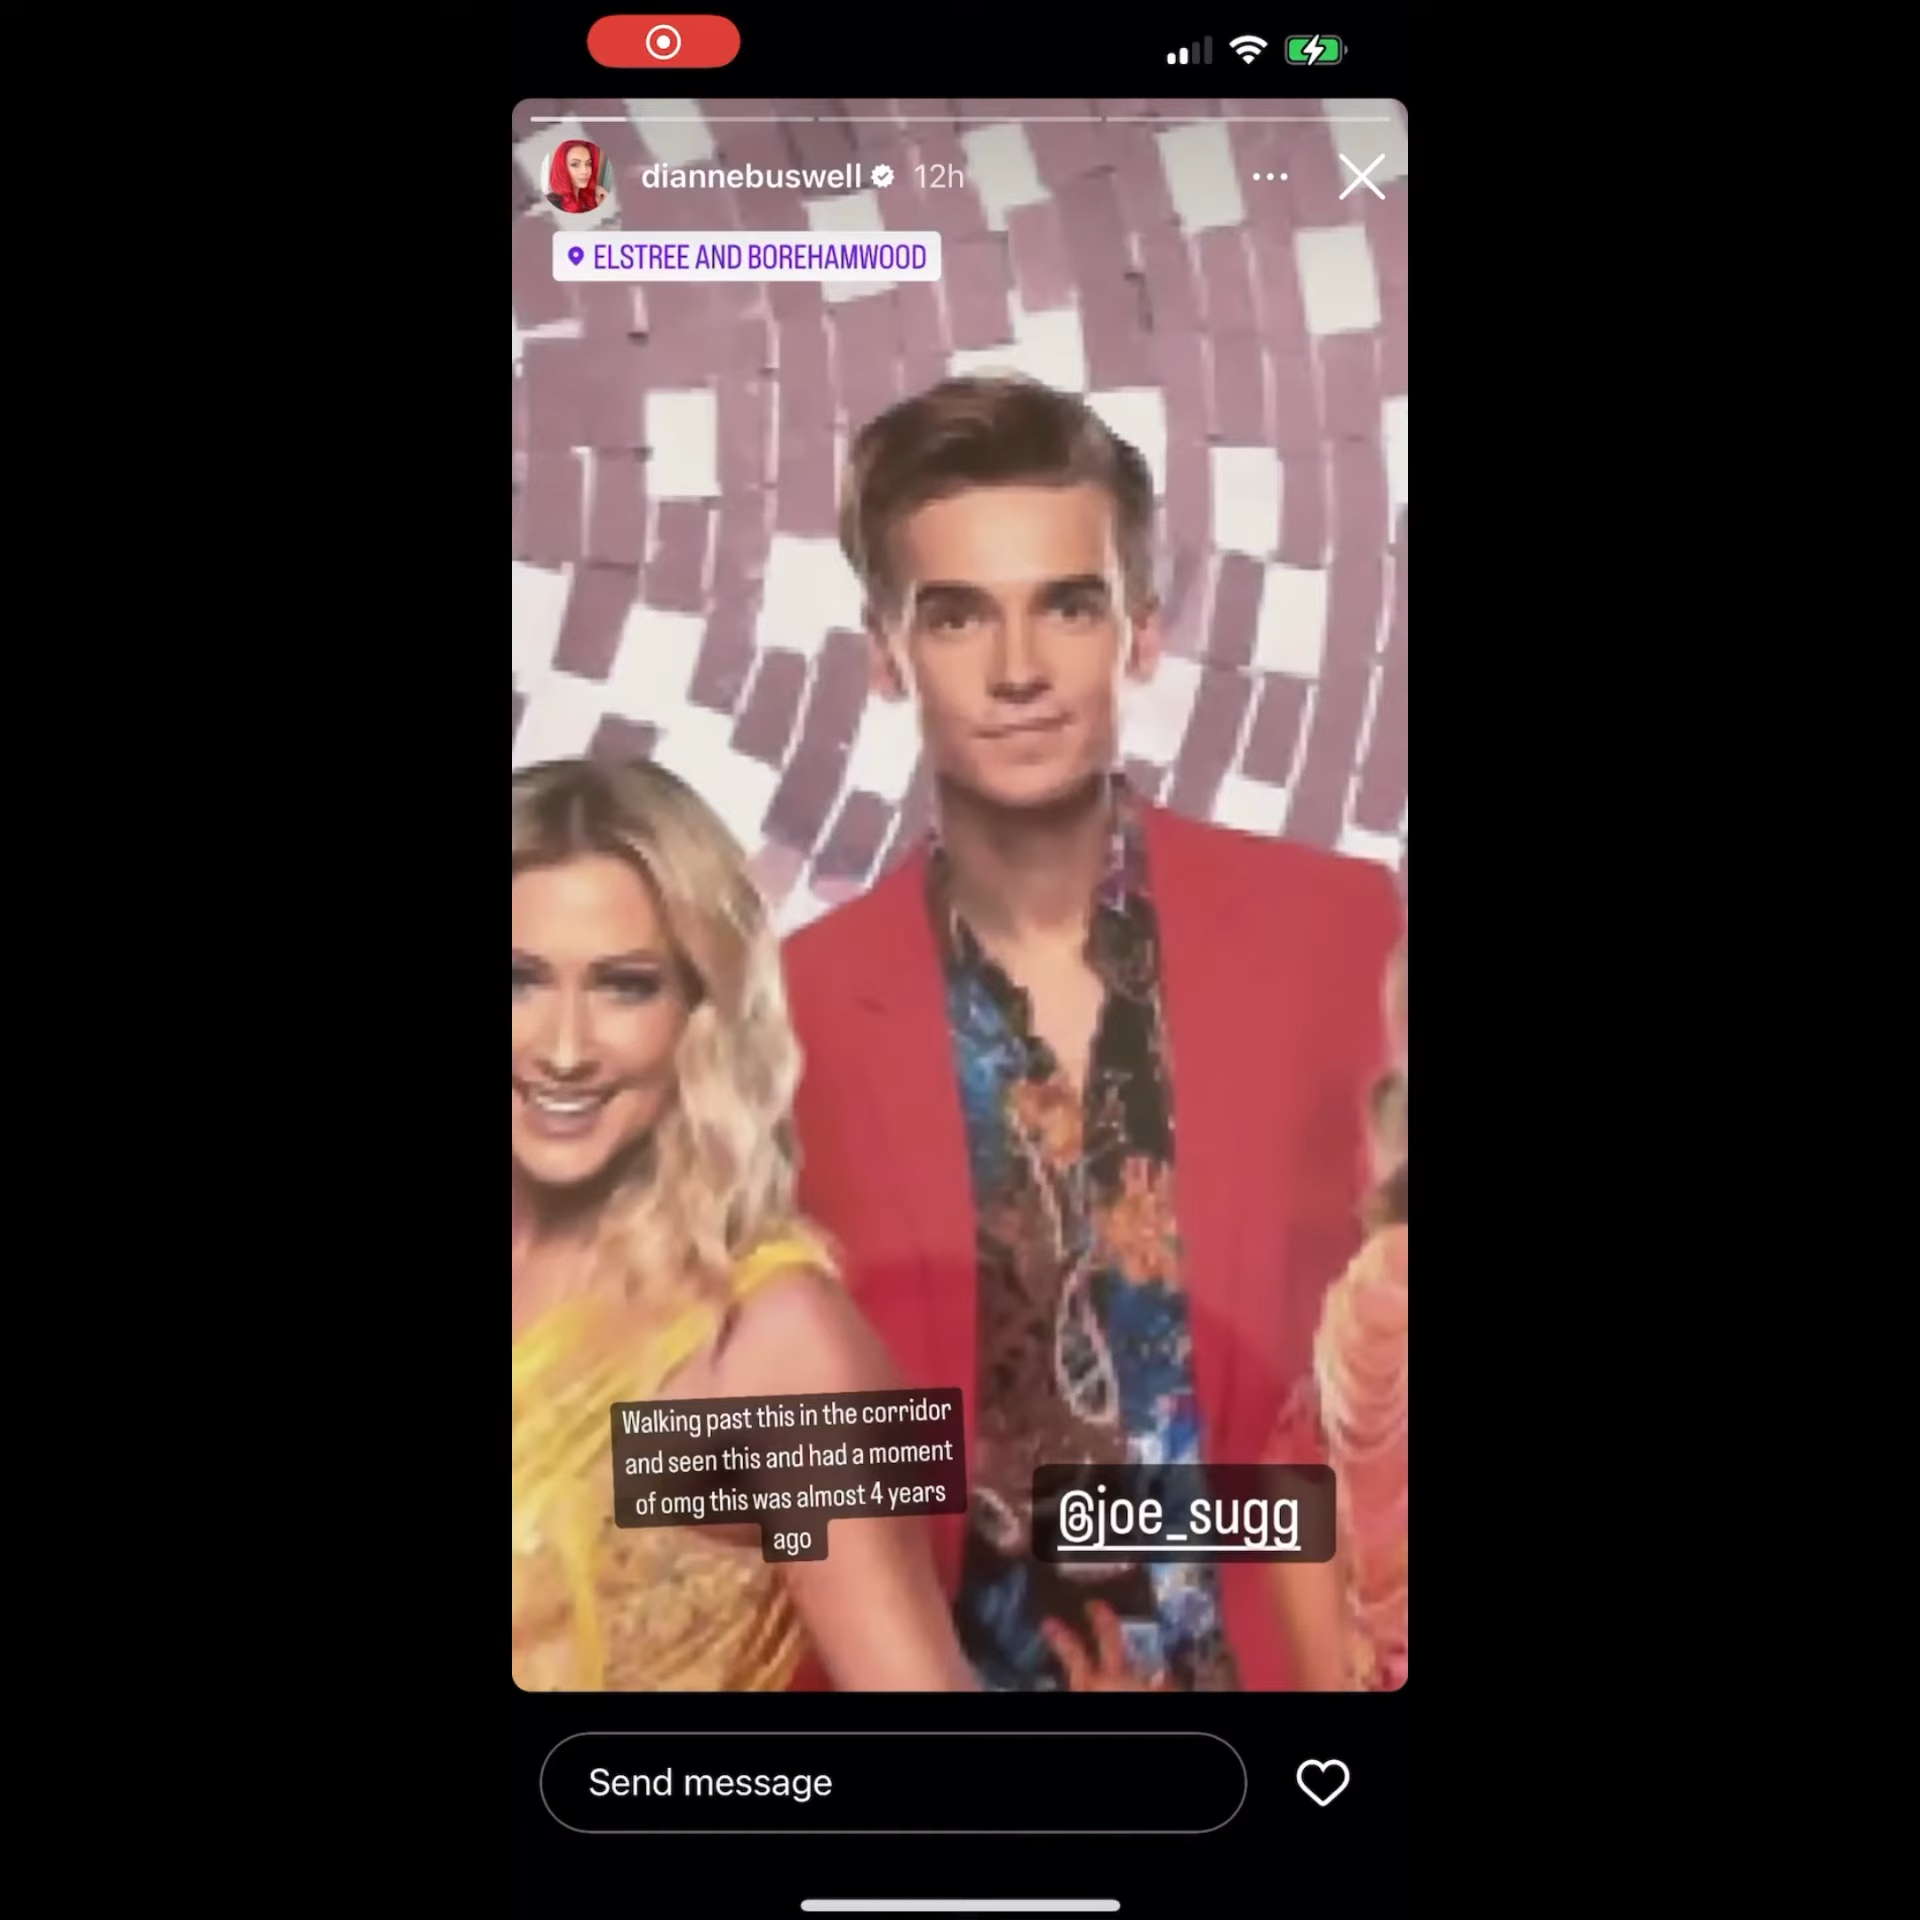 diannebuswell 12h
ELSTREE AND BOREHAMWOOD
Walking past this in the corridor
and seen this and had a moment
of omg this was almost 4 years
ago
@joe_sugg
Send message